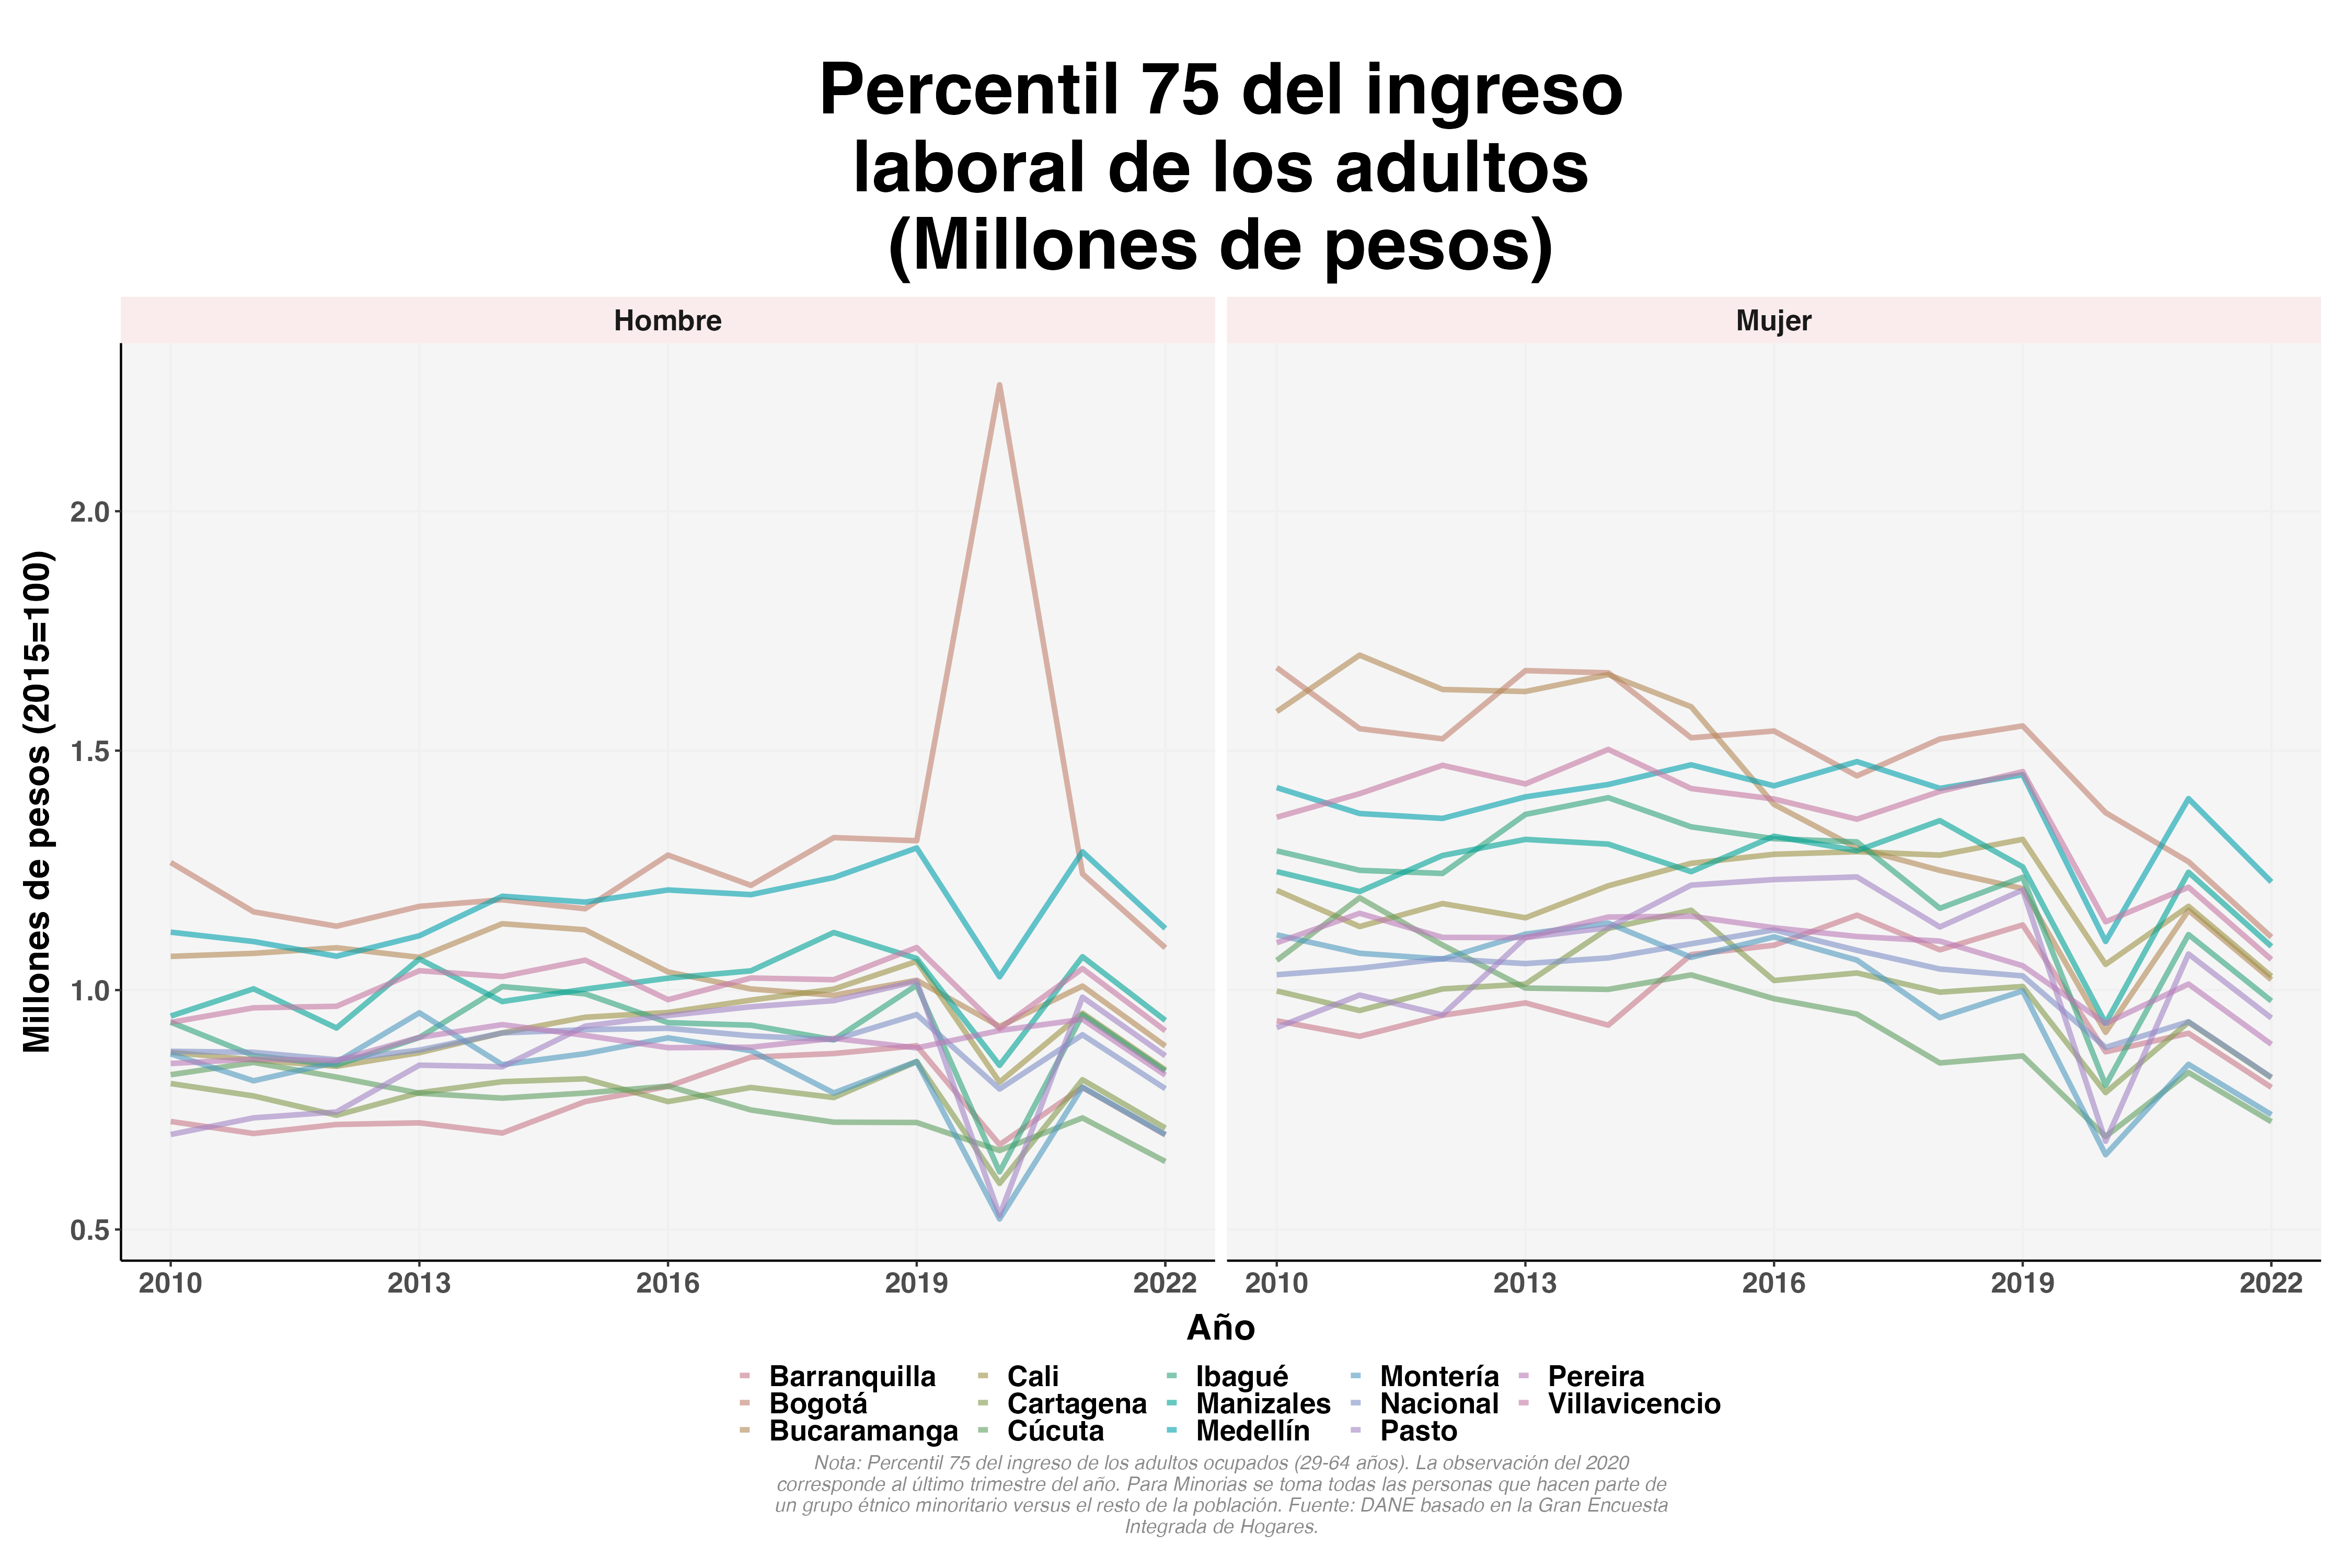 Percentil 75 del ingreso
laboral de los adultos
(Millones de pesos)
Hombre
Mujer
Millones de pesos (2015=100)
2.0
1.5
1.0
0.5
2010 2013 2016 2019 2022
2010 2013 2016 2019 2022
Año
Barranquilla Cali Ibagué Montería Pereira
Bogotá Cartagena Manizales Nacional Villavicencio
Bucaramanga Cúcuta Medellín Pasto
Nota: Percentil 75 del ingreso de los adultos ocupados (29-64 años). La observación del 2020
corresponde al último trimestre del año. Para Minorias se toma todas las personas que hacen parte de
un grupo étnico minoritario versus el resto de la población. Fuente: DANE basado en la Gran Encuesta
Integrada de Hogares.